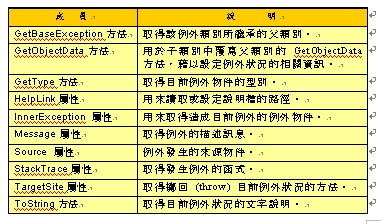 成 員 說 明
GetBaseException 方法 取得該例外類別所繼承的父類別。
GetObjectData 方法 用於子類別中覆寫父類別的 GetObjectData
方法，藉以設定例外狀況的相關資訊。
GetType 方法 取得目前例外物件的型別。
HelpLink 屬性 用來讀取或設定說明檔的路徑。
InnerException 屬性 用來取得造成目前例外的例外物件。
Message 屬性 取得例外的描述訊息。
Source 屬性 例外發生的來源物件。
StackTrace 屬性 取得發生例外的函式。
TargetSite 屬性 取得擲回 (throw) 目前例外狀況的方法。
ToString 方法 取得目前例外狀況的文字說明。